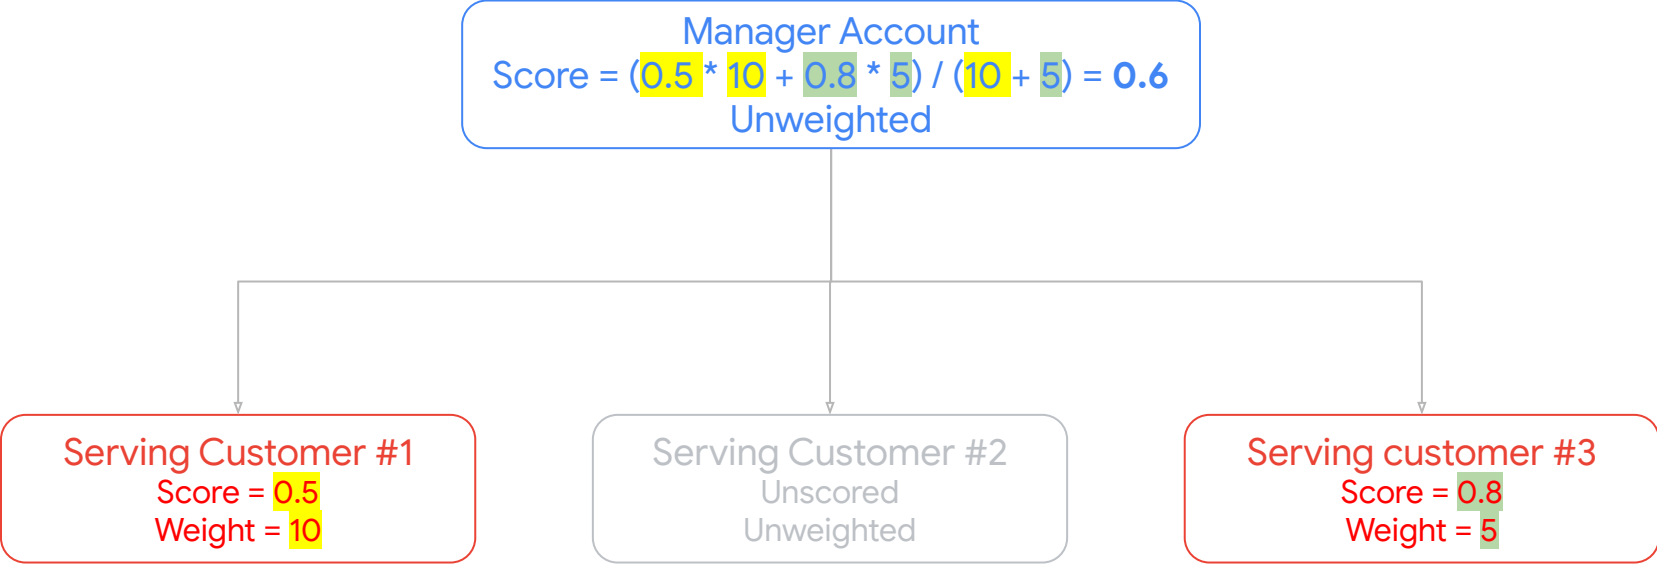 Manager Account
Score = (0.5 * 10 + 0.8 * 5) / (10 + 5) = 0.6
Unweighted
Serving Customer #1
Score = 0.5
Weight = 10
Serving Customer #2
Unscored
Unweighted
Serving customer #3
Score = 0.8
Weight = 5